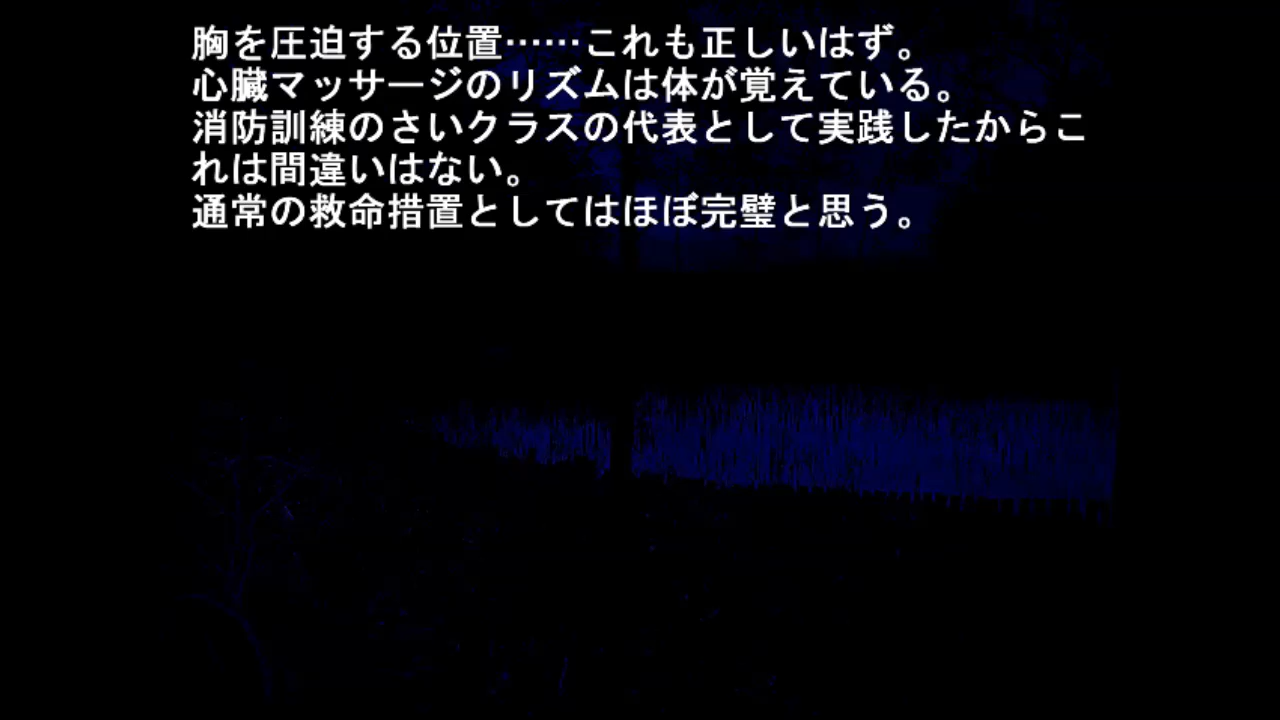 胸を圧迫する位置……これも正しいはず。
心臓マッサージのリズムは体が覚えている。
消防訓練のさいクラスの代表として実践したからこ
れは間違いはない。
通常の救命措置としてはほぼ完璧と思う。